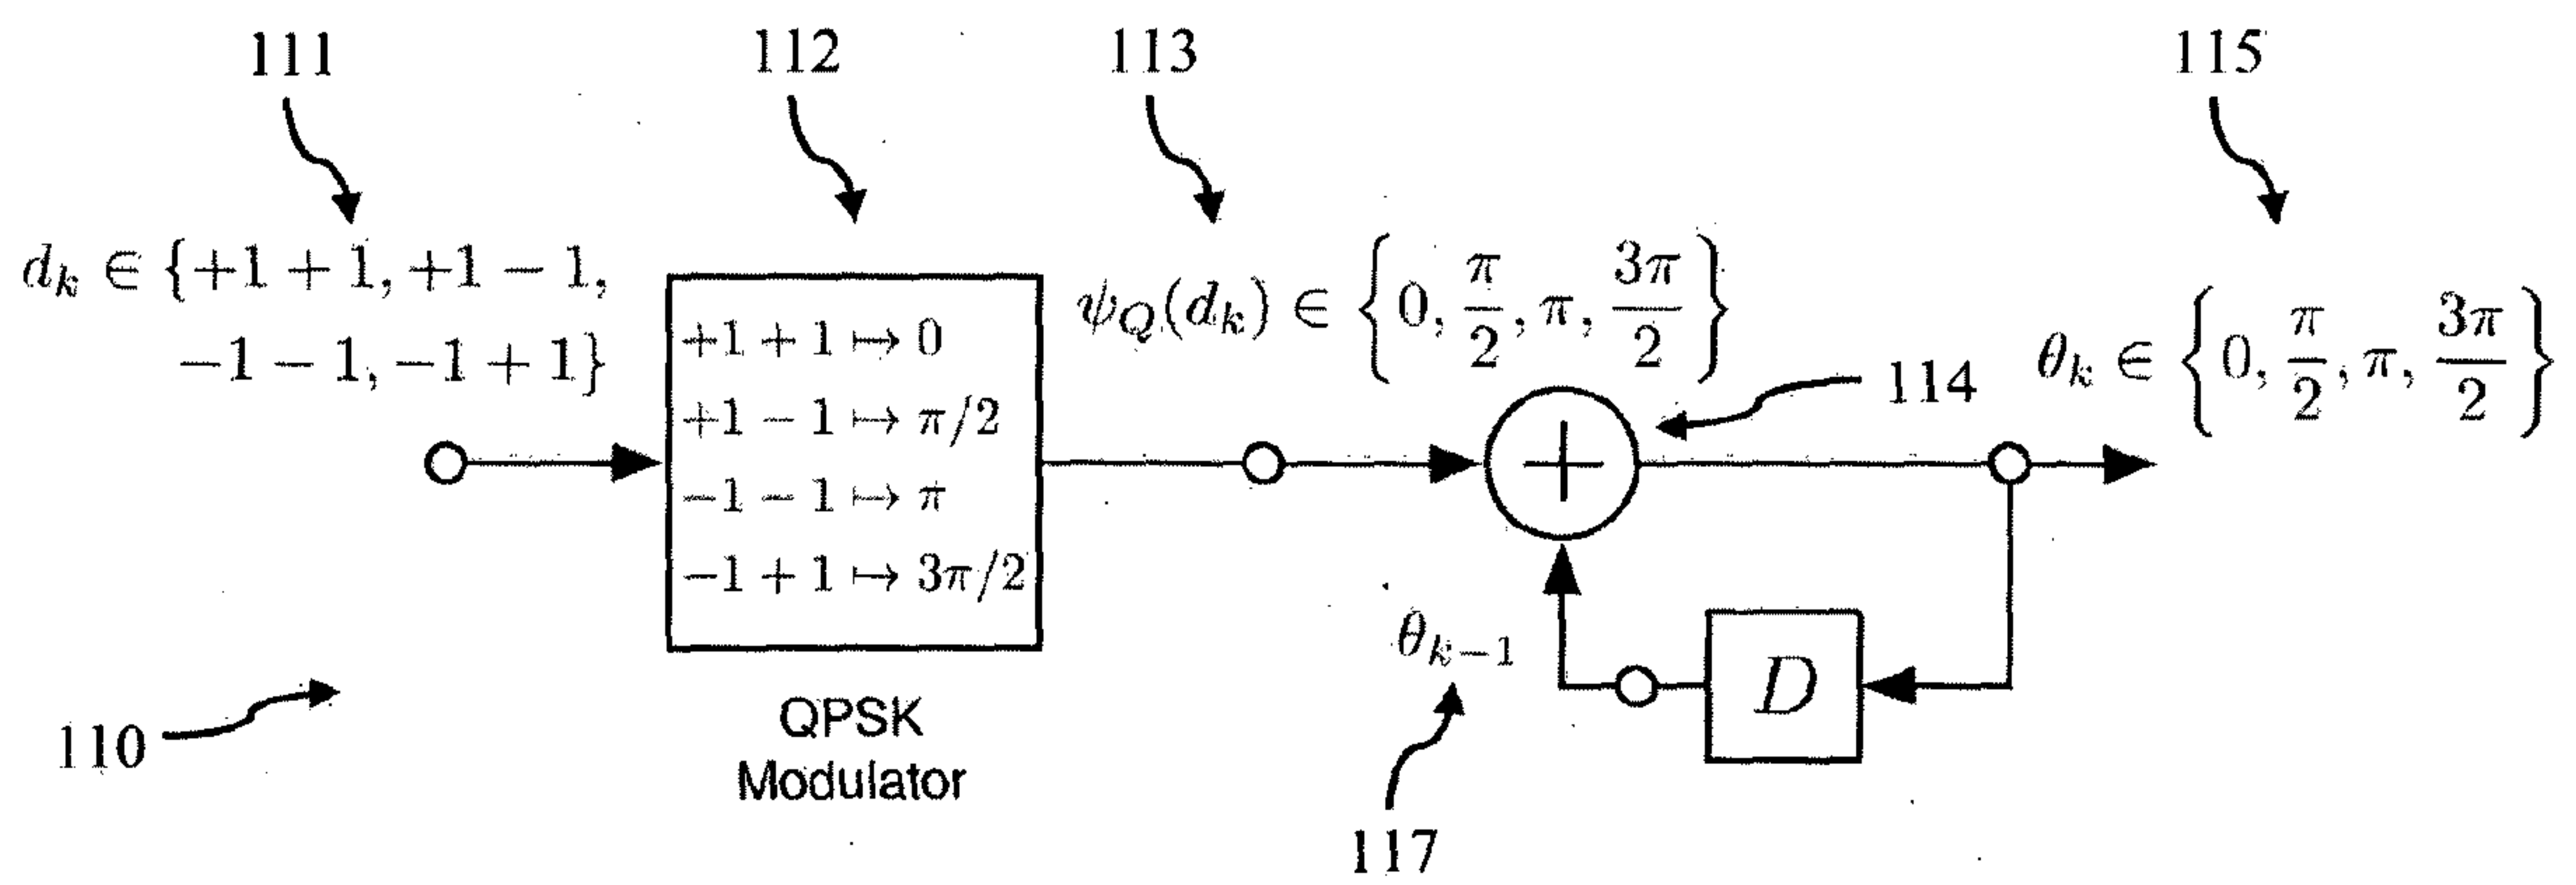 111
112
113
115
d_k ∈ {+1 + 1, +1 − 1,
−1 − 1, −1 + 1}
+1 + 1 ↦ 0
+1 − 1 ↦ π/2
−1 − 1 ↦ π
−1 + 1 ↦ 3π/2
QPSK
Modulator
ψ_Q(d_k) ∈ {0, π/2, π, 3π/2}
114
θ_k ∈ {0, π/2, π, 3π/2}
+
θ_{k−1}
D
110
117